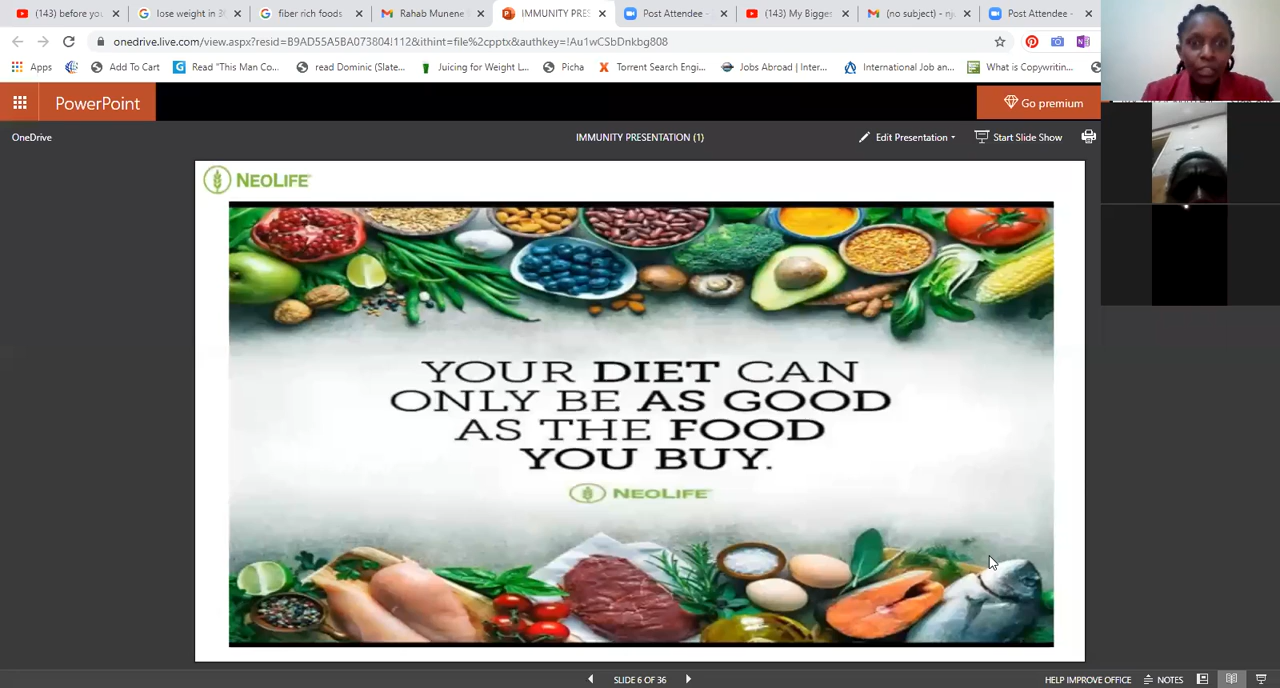 (143) before yo
lose weight in 3
fiber rich foods
Rahab Munene
IMMUNITY PRES
Post Attendee -
(143) My Bigges
(no subject) - nj
Post Attendee -
onedrive.live.com/view.aspx?resid=B9AD55A5BA073804!112&ithint=file%2cpptx&authkey=!Au1wCSbDnkbg808
Apps
Add To Cart
Read "This Man Co...
read Dominic (Slate...
Juicing for Weight L...
Picha
Torrent Search Engi...
Jobs Abroad | Inter...
International Job an...
What is Copywritin...
PowerPoint
Go premium
OneDrive
IMMUNITY PRESENTATION (1)
Edit Presentation
Start Slide Show
NEOLIFE
YOUR DIET CAN
ONLY BE AS GOOD
AS THE FOOD
YOU BUY.
NEOLIFE
SLIDE 6 OF 36
HELP IMPROVE OFFICE
NOTES